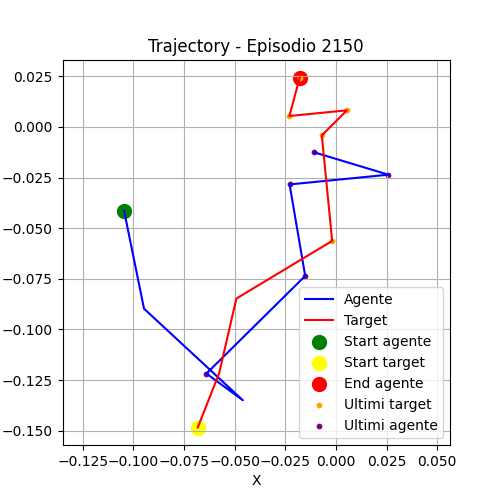 Trajectory - Episodio 2150
0.025
0.000
−0.025
−0.050
−0.075
−0.100
−0.125
−0.150
Agente
Target
Start agente
Start target
End agente
Ultimi target
Ultimi agente
−0.125−0.100−0.075−0.050−0.025 0.000 0.025 0.050
X